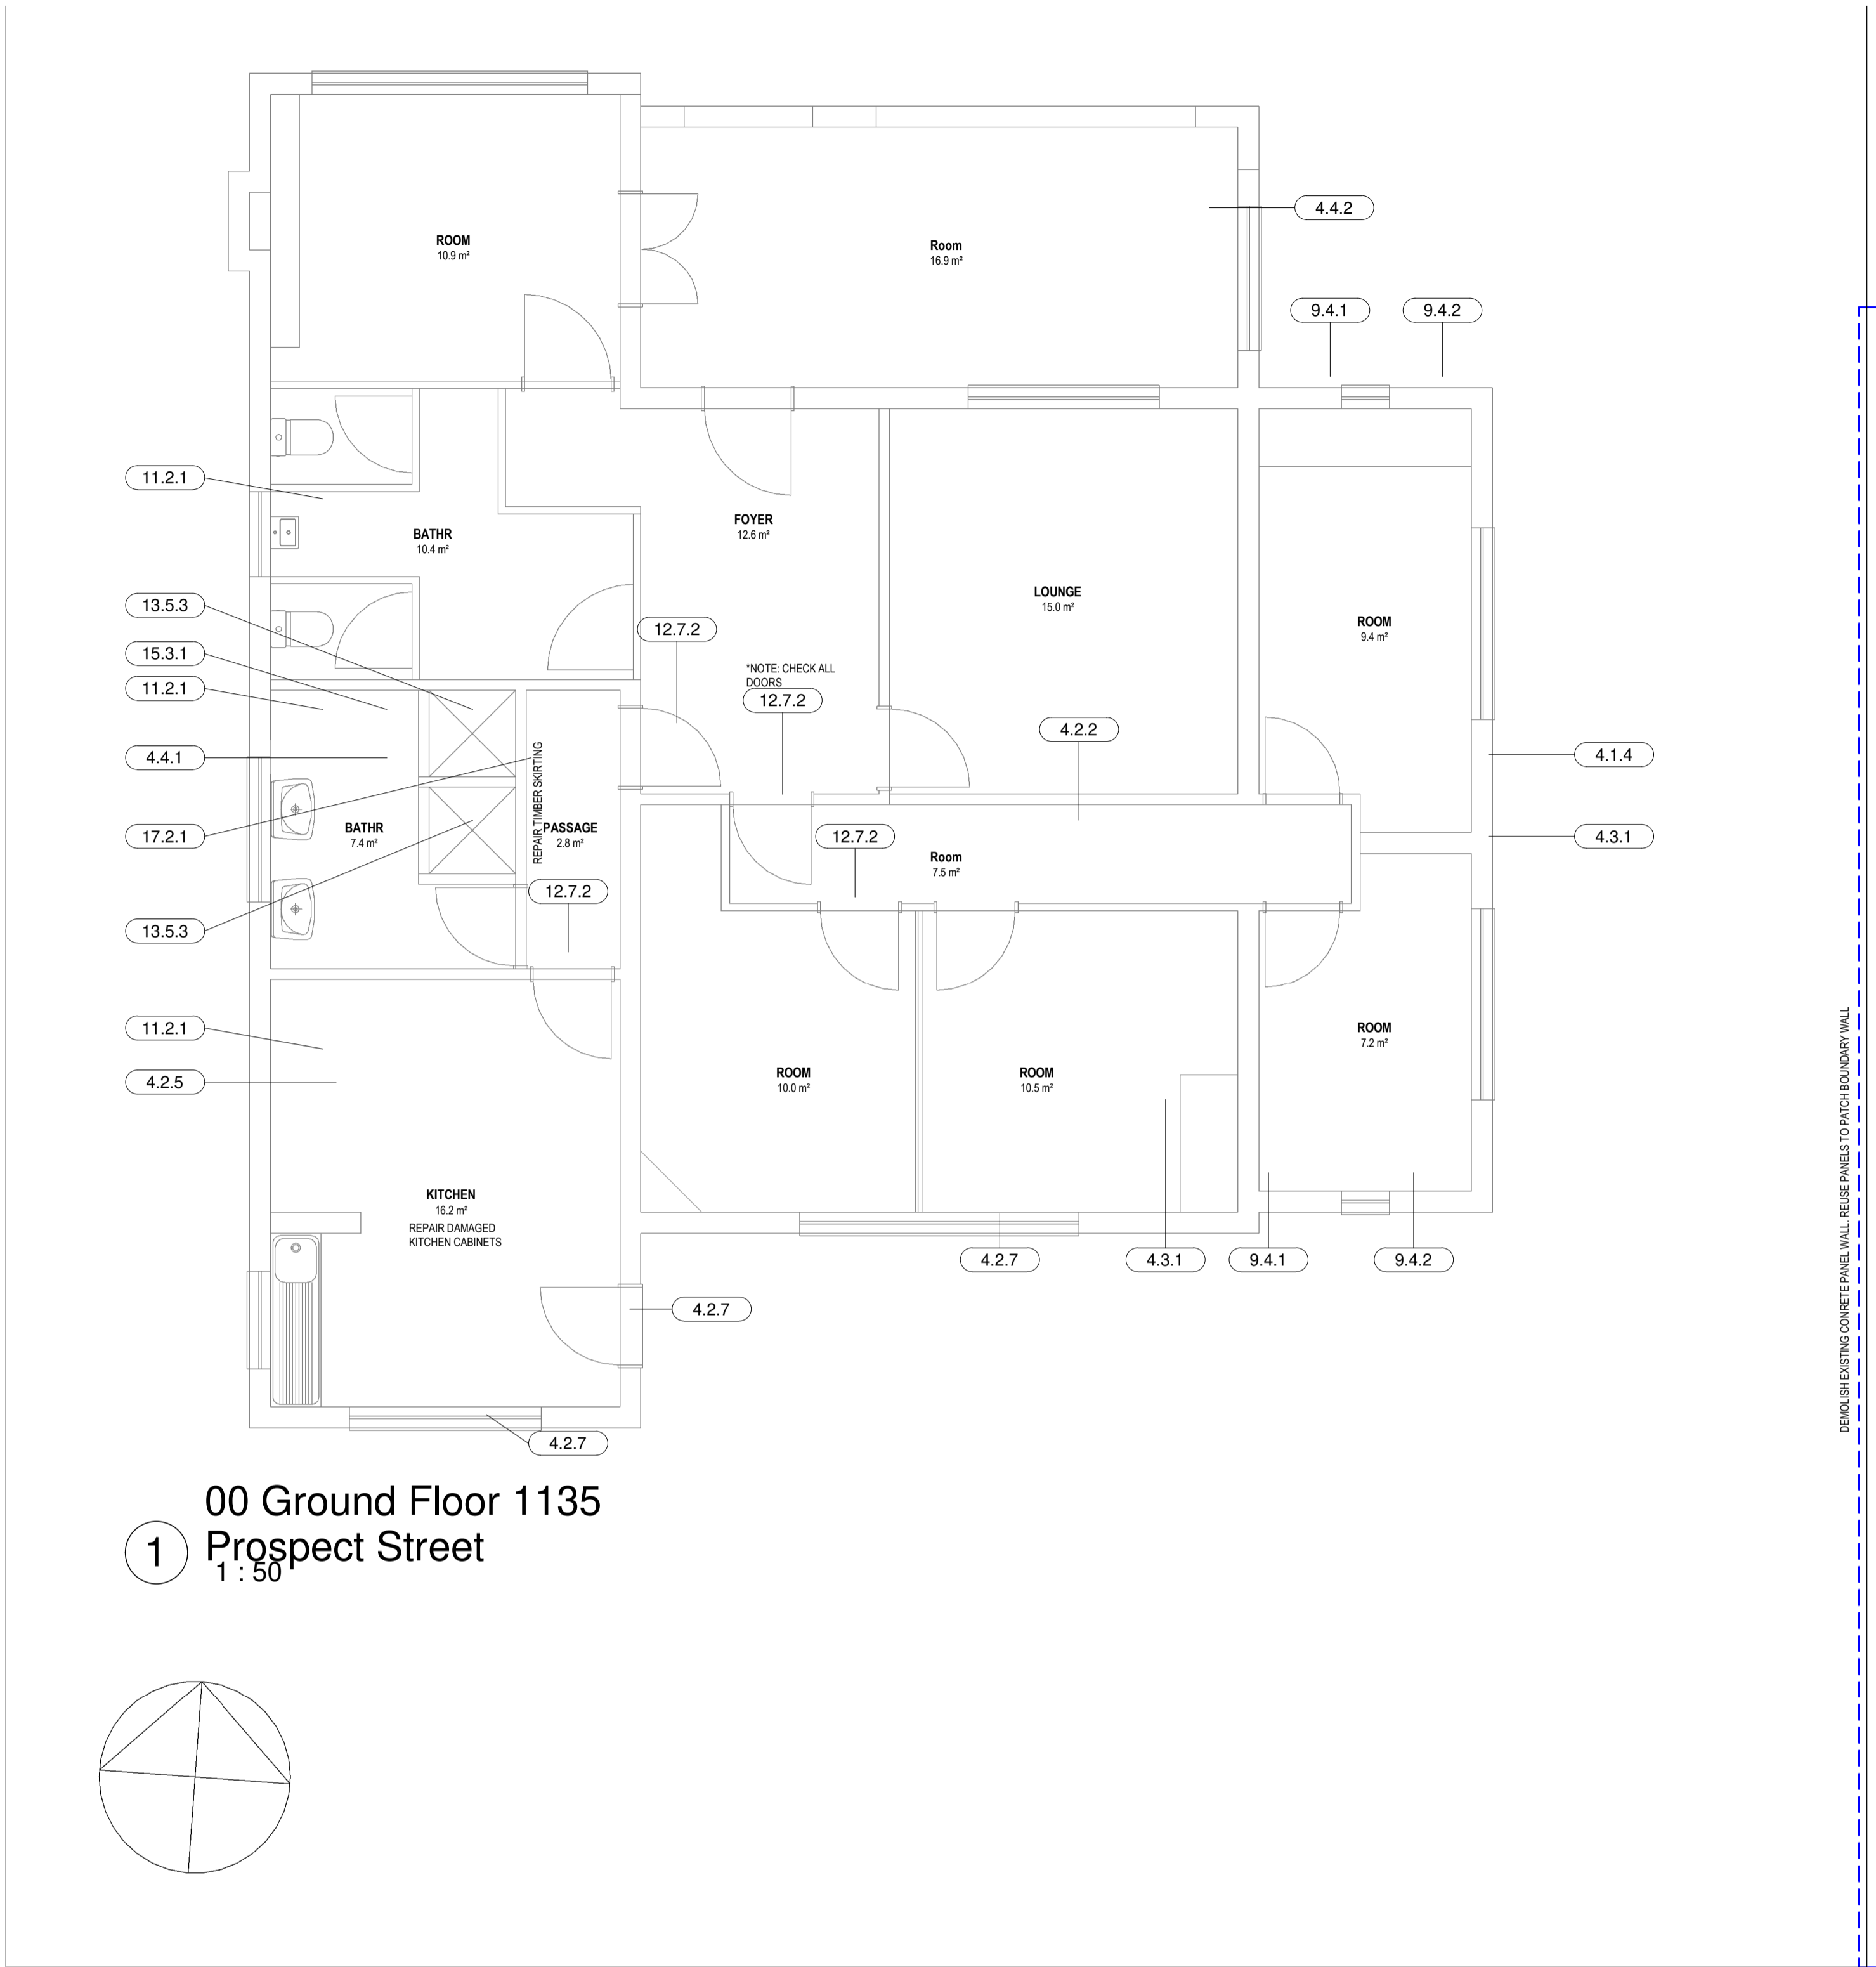 4.4.2
ROOM
10.9 m²
Room
16.9 m²
9.4.1
9.4.2
11.2.1
BATHR
10.4 m²
FOYER
12.6 m²
LOUNGE
15.0 m²
ROOM
9.4 m²
13.5.3
12.7.2
15.3.1
*NOTE: CHECK ALL
DOORS
11.2.1
12.7.2
4.2.2
4.4.1
4.1.4
REPAIR TIMBER SKIRTING
17.2.1
BATHR
7.4 m²
PASSAGE
2.8 m²
12.7.2
Room
7.5 m²
4.3.1
12.7.2
13.5.3
11.2.1
ROOM
7.2 m²
4.2.5
ROOM
10.0 m²
ROOM
10.5 m²
KITCHEN
16.2 m²
REPAIR DAMAGED
KITCHEN CABINETS
4.2.7
4.3.1
9.4.1
9.4.2
4.2.7
4.2.7
DEMOLISH EXISTING CONRETE PANEL WALL. REUSE PANELS TO PATCH BOUNDARY WALL
1
00 Ground Floor 1135
Prospect Street
1 : 50